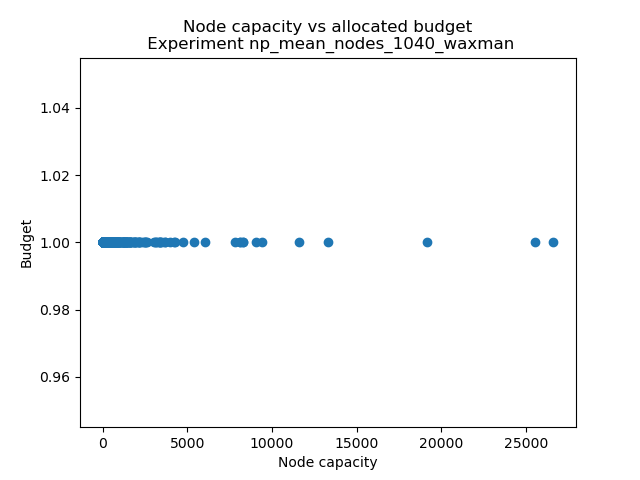 Node capacity vs allocated budget
Experiment np_mean_nodes_1040_waxman
1.04
1.02
1.00
0.98
0.96
Budget
0
5000
10000
15000
20000
25000
Node capacity